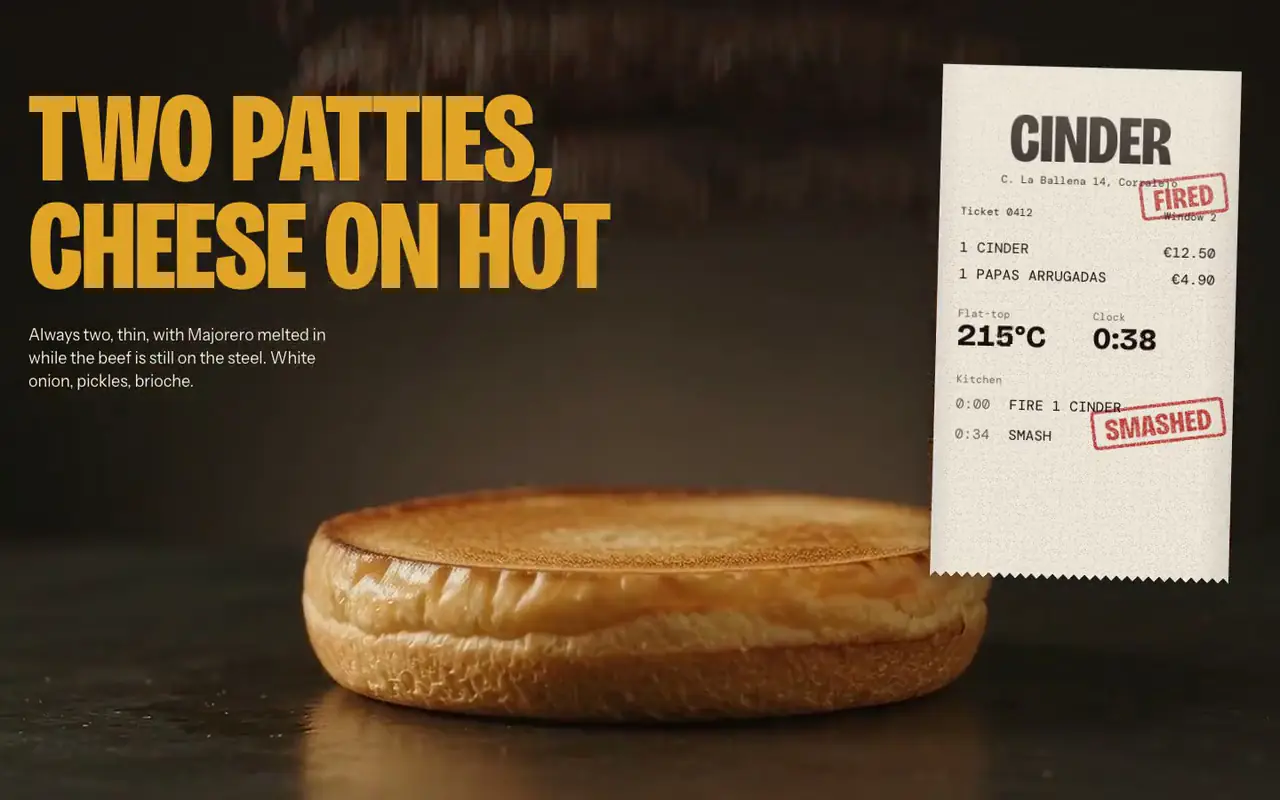 TWO PATTIES,
CHEESE ON HOT
Always two, thin, with Majorero melted in
while the beef is still on the steel. White
onion, pickles, brioche.
CINDER
C. La Ballena 14, Corralejo
FIRED
Ticket 0412
Window 2
1 CINDER €12.50
1 PAPAS ARRUGADAS €4.90
Flat-top Clock
215°C 0:38
Kitchen
0:00 FIRE 1 CINDER
0:34 SMASH
SMASHED